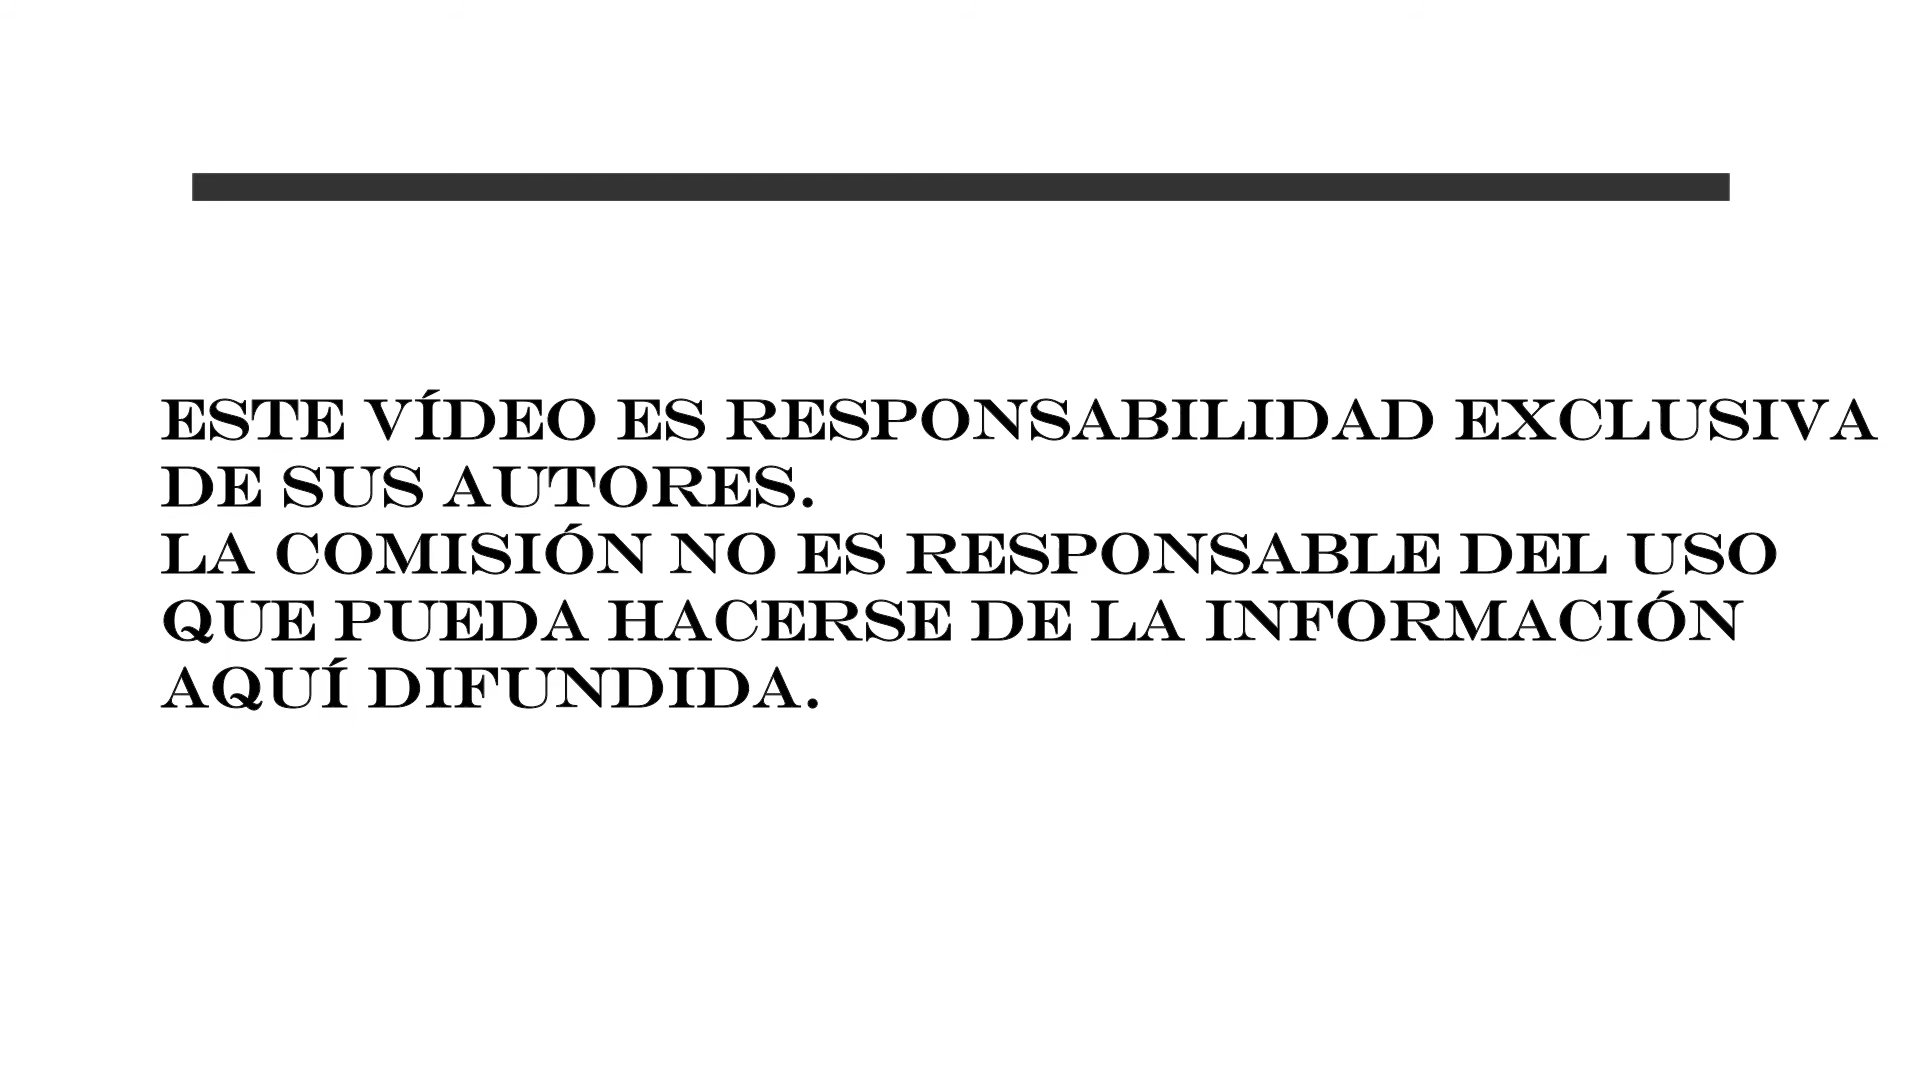 ESTE VÍDEO ES RESPONSABILIDAD EXCLUSIVA
DE SUS AUTORES.
LA COMISIÓN NO ES RESPONSABLE DEL USO
QUE PUEDA HACERSE DE LA INFORMACIÓN
AQUÍ DIFUNDIDA.